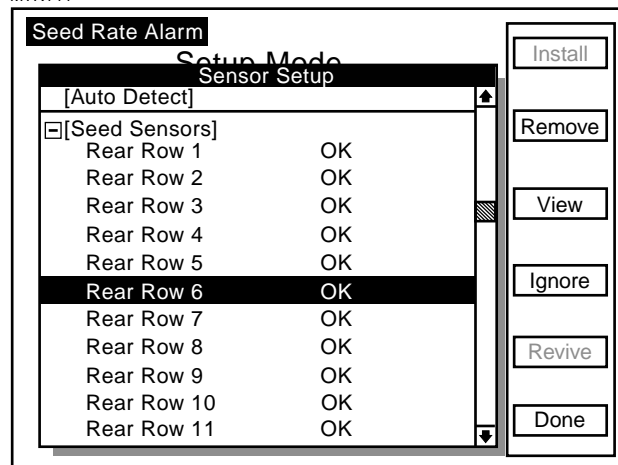 Seed Rate Alarm
Setup Mode
Sensor Setup
[Auto Detect]
[Seed Sensors]
Rear Row 1 OK
Rear Row 2 OK
Rear Row 3 OK
Rear Row 4 OK
Rear Row 5 OK
Rear Row 6 OK
Rear Row 7 OK
Rear Row 8 OK
Rear Row 9 OK
Rear Row 10 OK
Rear Row 11 OK
Install
Remove
View
Ignore
Revive
Done